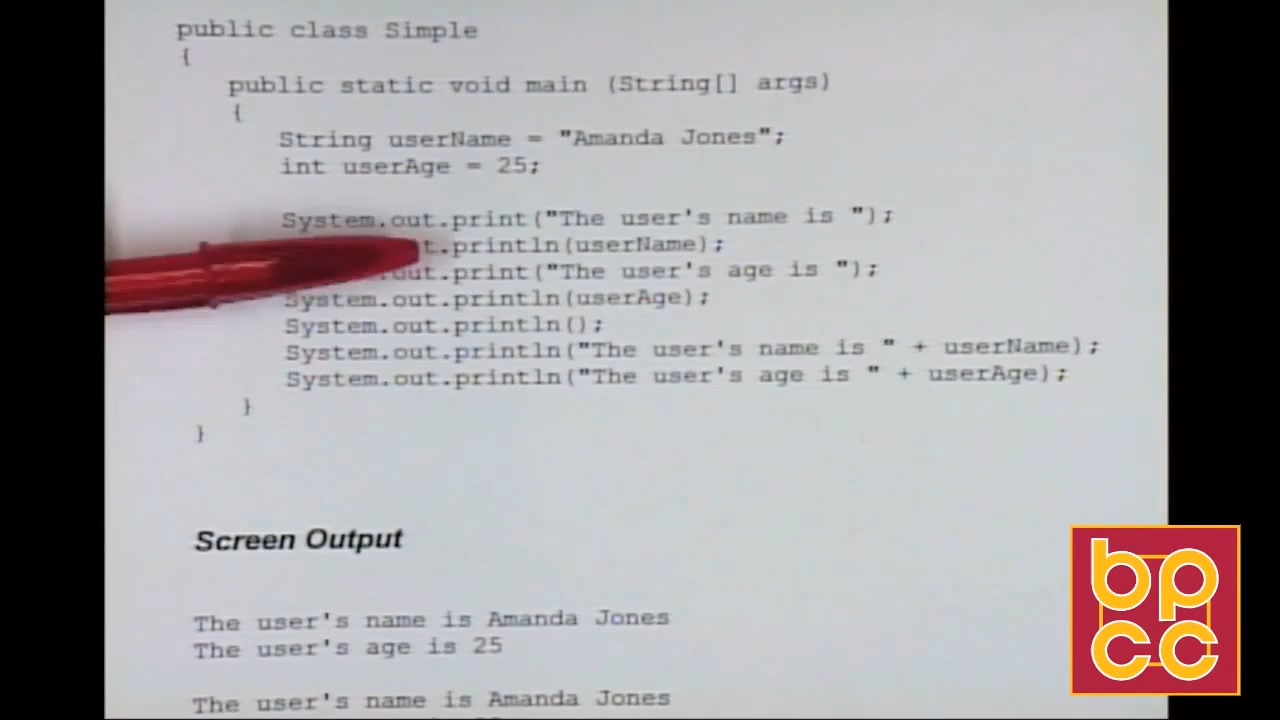 public class Simple
{
public static void main (String[] args)
{
String userName = "Amanda Jones";
int userAge = 25;
System.out.print("The user's name is ");
t.println(userName);
out.print("The user's age is ");
System.out.println(userAge);
System.out.println();
System.out.println("The user's name is " + userName);
System.out.println("The user's age is " + userAge);
}
}
Screen Output
The user's name is Amanda Jones
The user's age is 25
The user's name is Amanda Jones
bpcc